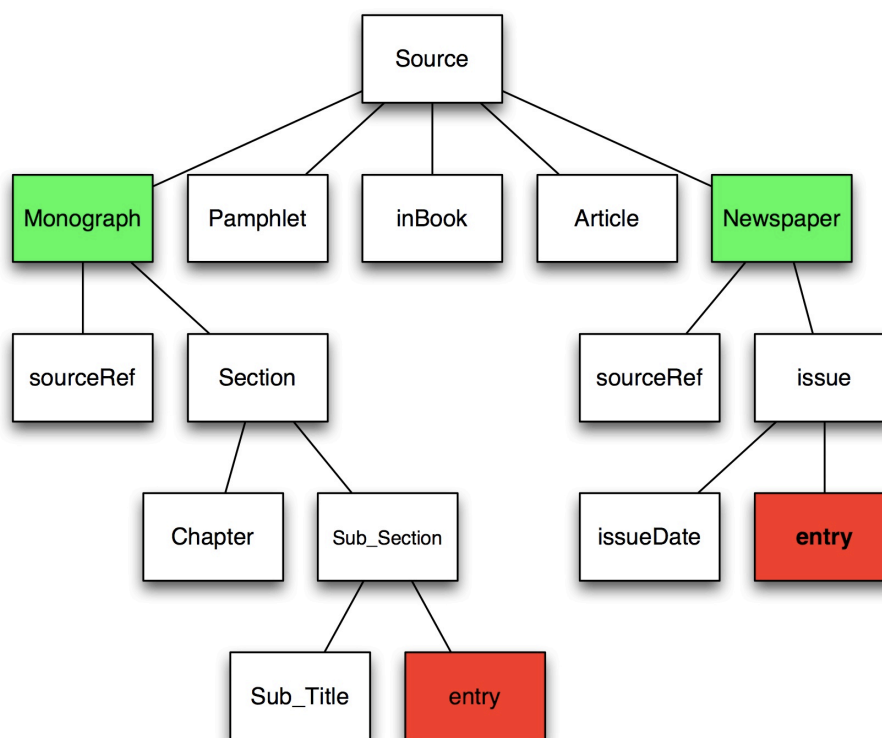 Source
Monograph
Pamphlet
inBook
Article
Newspaper
sourceRef
Section
sourceRef
issue
Chapter
Sub_Section
issueDate
entry
Sub_Title
entry